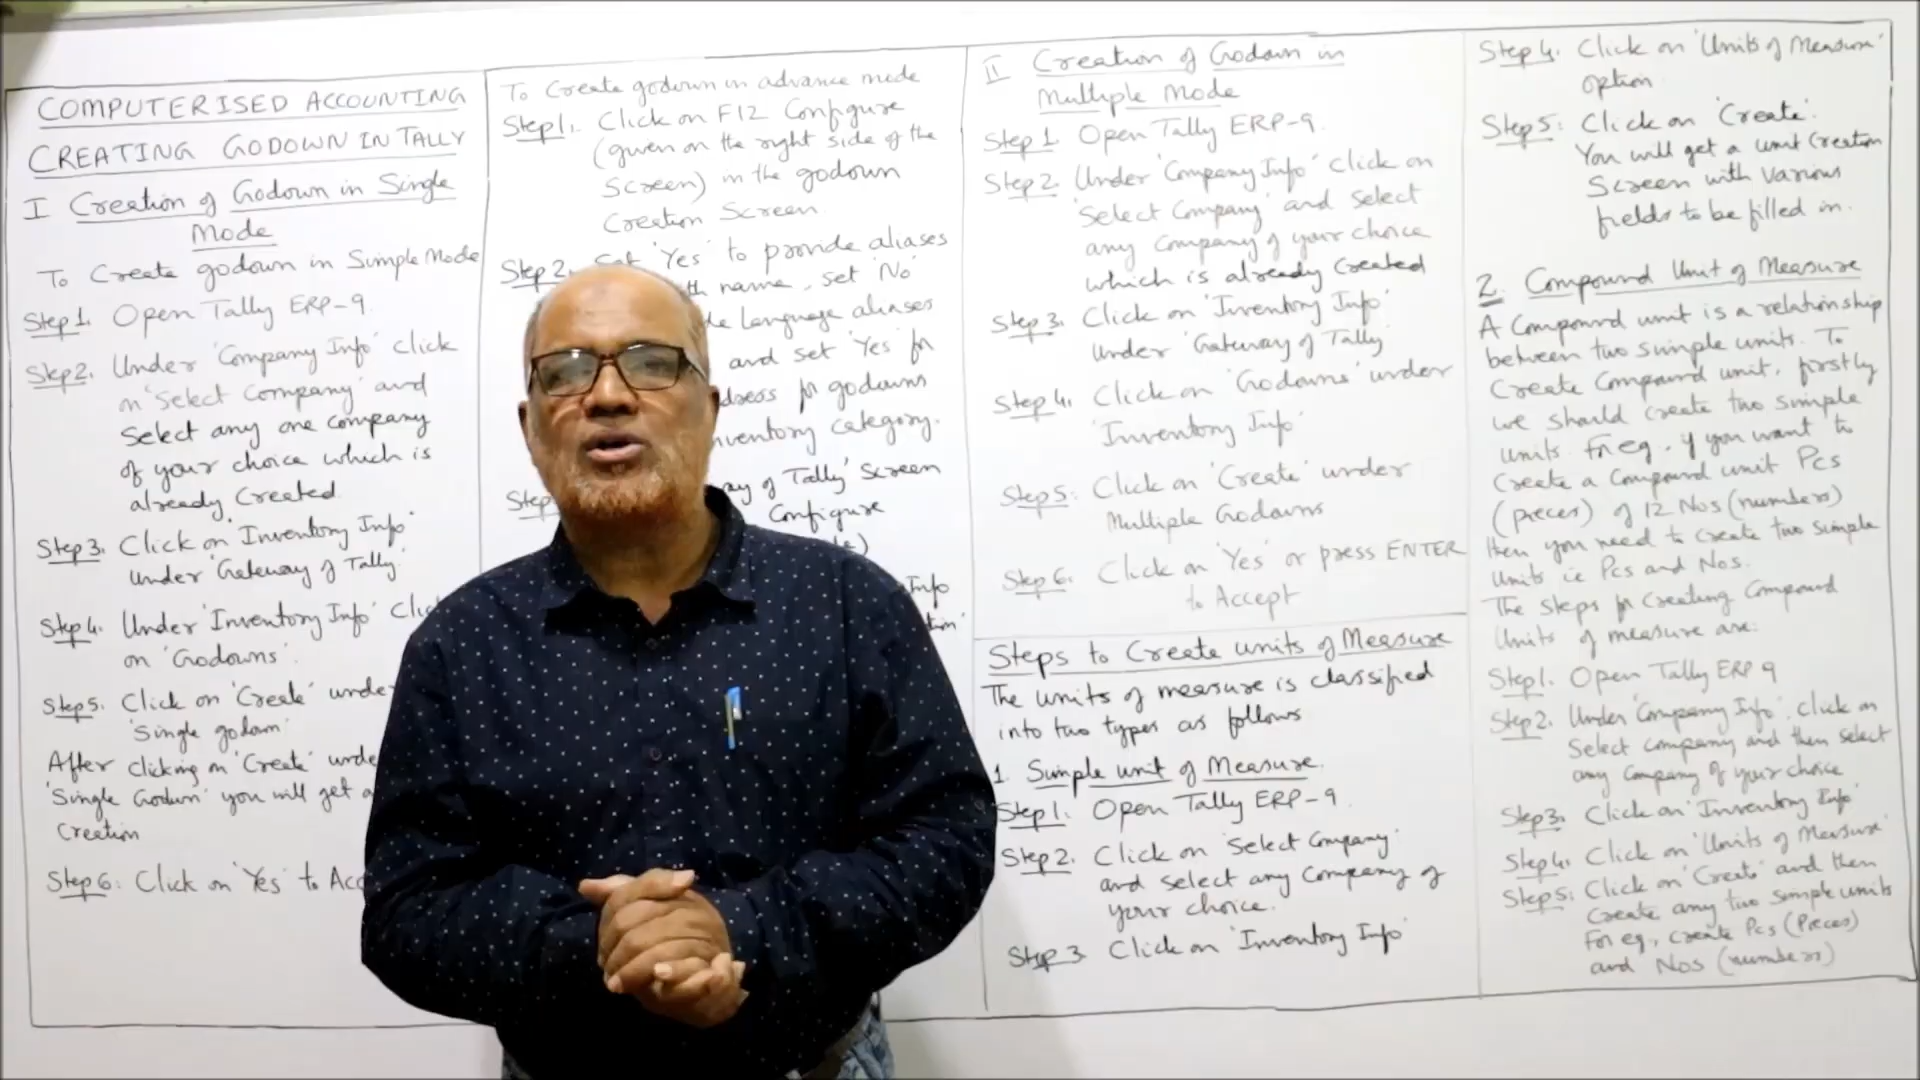 COMPUTERISED ACCOUNTING
CREATING GODOWN IN TALLY
I Creation of Godown in Single
Mode
To Create godown in Simple Mode
Step 1. Open Tally ERP-9.
Step 2. Under 'Company Info' click
on 'Select Company' and
Select any one company
of your choice which is
already Created
Step 3. Click on 'Inventory Info'
under 'Gateway of Tally'.
Step 4. Under 'Inventory Info'
on 'Godowns'.
Step 5. Click on 'Create'
'Single godown'
After clicking on 'Create'
'Single Godown' you will get a
Creation
Step 6: Click on 'Yes' to
To Create godown in advance mode
Step 1. Click on F12 Configure
(given on the right side of the
Screen) in the godown
Creation Screen.
Step 2. 'Yes' to provide aliases
name, set 'No'
language aliases
and set 'Yes' for
for godowns
category.
of Tally' Screen
Configure
Info
II Creation of Godown in
Multiple Mode
Step 1 Open Tally ERP-9.
Step 2 Under 'Company Info' click on
'Select Company' and select
any company of your choice
which is already created
Step 3. Click on 'Inventory Info'
under 'Gateway of Tally'
Step 4. Click on 'Godowns' under
'Inventory Info'
Step 5. Click on 'Create' under
Multiple Godowns
Step 6. Click on 'Yes' or press ENTER
to Accept
Steps to Create units of Measure
The units of measure is classified
into two types as follows
1. Simple unit of Measure.
Step 1. Open Tally ERP-9.
Step 2. Click on 'Select Company'
and select any company of
your choice.
Step 3 Click on 'Inventory Info'
Step 4. Click on 'Units of Measure'
option
Step 5: Click on 'Create'.
You will get a unit creation
Screen with various
fields to be filled in.
2. Compound Unit of Measure
A Compound unit is a relationship
between two simple units. To
Create Compound unit, firstly
we should create two simple
units. For eg. if you want to
Create a Compound unit Pcs
(pieces) of 12 Nos (numbers)
then you need to create two simple
units ie Pcs and Nos.
The Steps for Creating Compound
Units of measure are:
Step 1. Open Tally ERP 9
Step 2. Under 'Company Info'. click on
Select Company and then select
any company of your choice
Step 3. Click on 'Inventory Info'
Step 4. Click on 'Units of Measure'
Step 5: Click on 'Create' and then
Create any two simple units
For eg, create Pcs (Pieces)
and Nos (numbers)